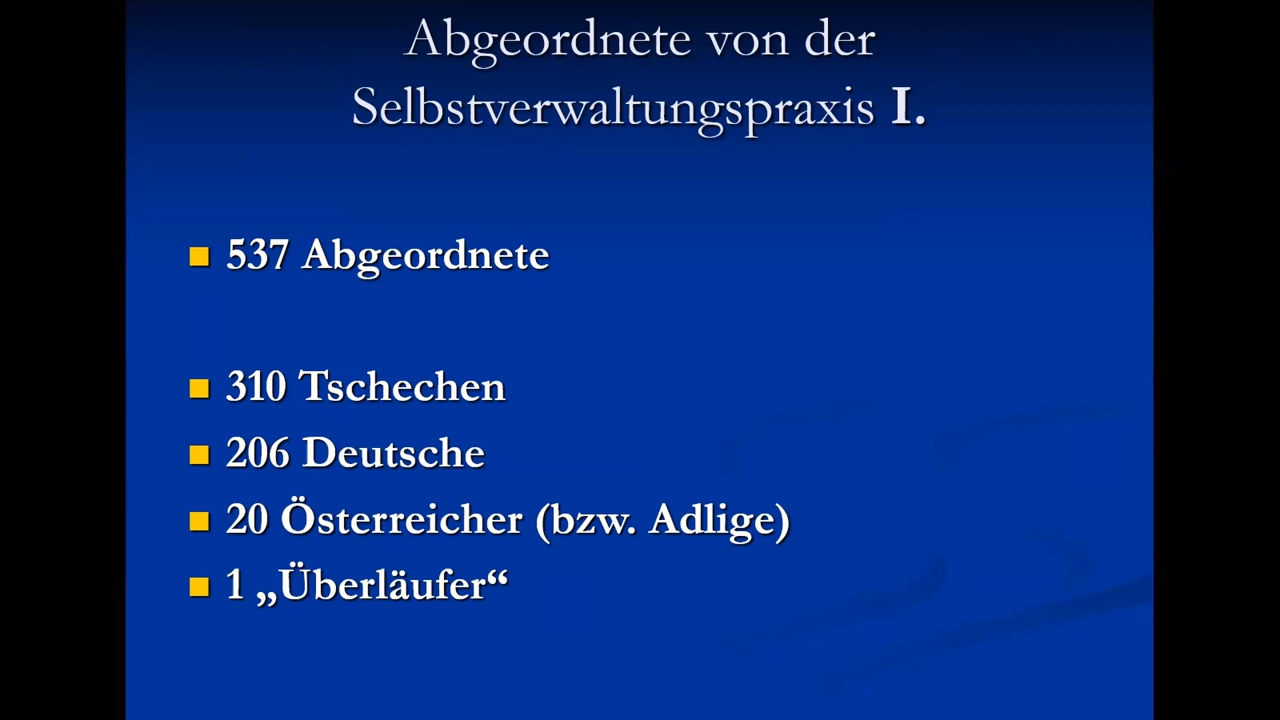 Abgeordnete von der
Selbstverwaltungspraxis I.
537 Abgeordnete
310 Tschechen
206 Deutsche
20 Österreicher (bzw. Adlige)
1 „Überläufer“